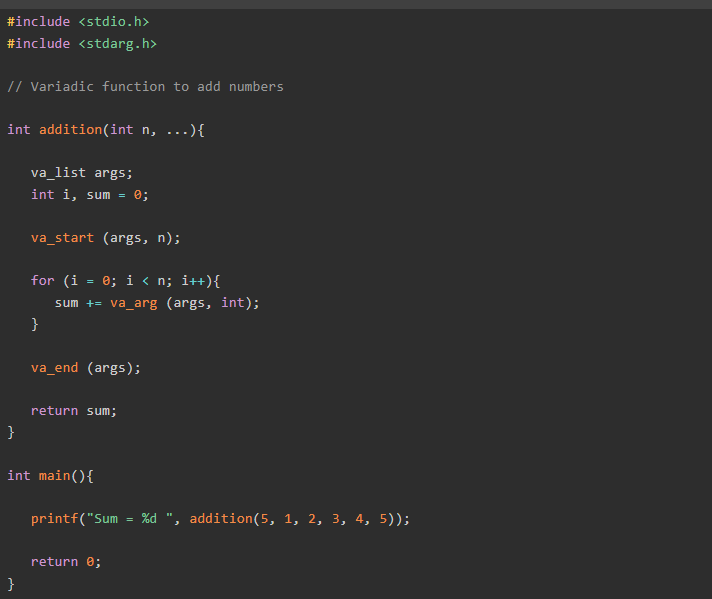 #include <stdio.h>
#include <stdarg.h>
// Variadic function to add numbers
int addition(int n, ...){
va_list args;
int i, sum = 0;
va_start (args, n);
for (i = 0; i < n; i++){
sum += va_arg (args, int);
}
va_end (args);
return sum;
}
int main(){
printf("Sum = %d ", addition(5, 1, 2, 3, 4, 5));
return 0;
}